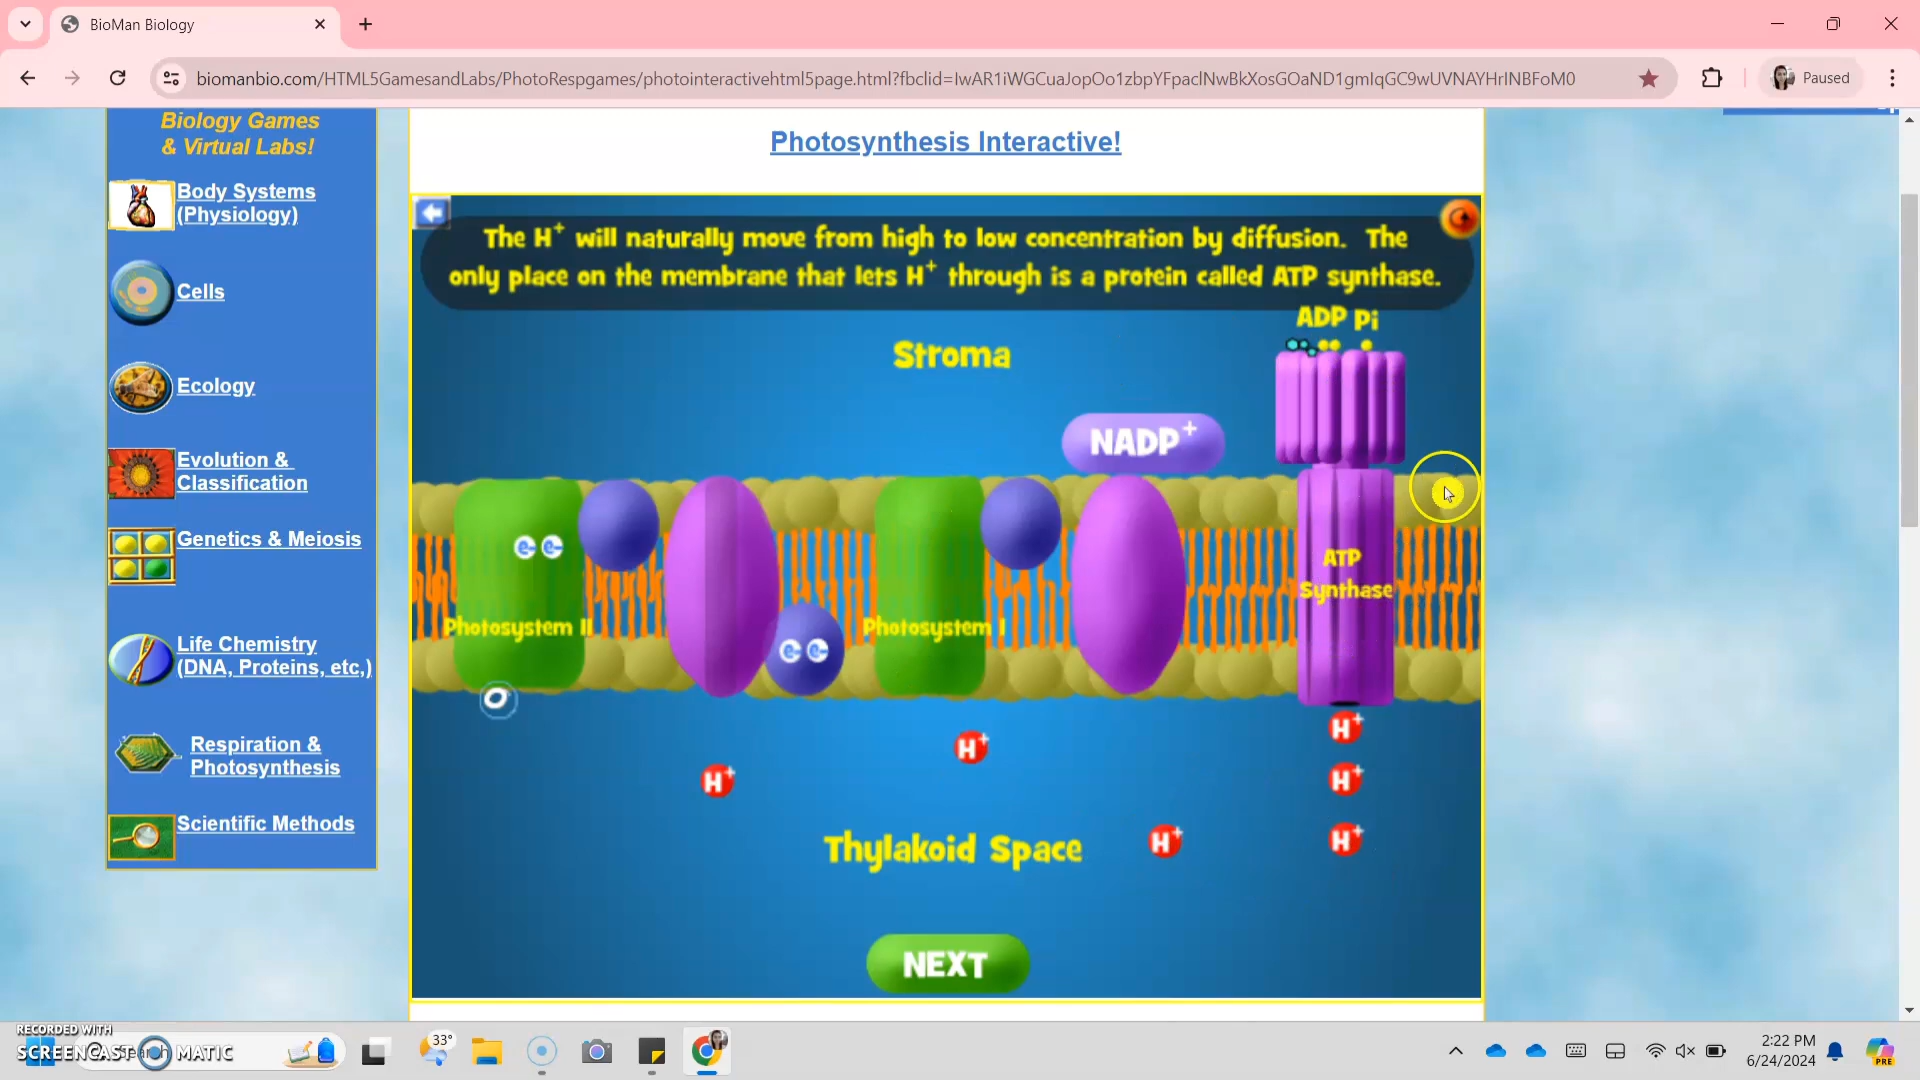 BioMan Biology
biomanbio.com/HTML5GamesandLabs/PhotoRespgames/photointeractivehtml5page.html?fbclid=IwAR1iWGCuaJopOo1zbpYFpaclNwBkXosGOaND1gmIqGC9wUVNAYHrINBFoM0
Paused
Biology Games
& Virtual Labs!
Body Systems
(Physiology)
Cells
Ecology
Evolution &
Classification
Genetics & Meiosis
Life Chemistry
(DNA, Proteins, etc,)
Respiration &
Photosynthesis
Scientific Methods
Photosynthesis Interactive!
The H+ will naturally move from high to low concentration by diffusion. The
only place on the membrane that lets H+ through is a protein called ATP synthase.
ADP Pi
Stroma
NADP+
e- e-
ATP
Synthase
Photosystem II
Photosystem I
e- e-
O
H+
H+
H+
H+
H+
H+
Thylakoid Space
NEXT
RECORDED WITH
SCREENCAST MATIC
33°
2:22 PM
6/24/2024
PRE